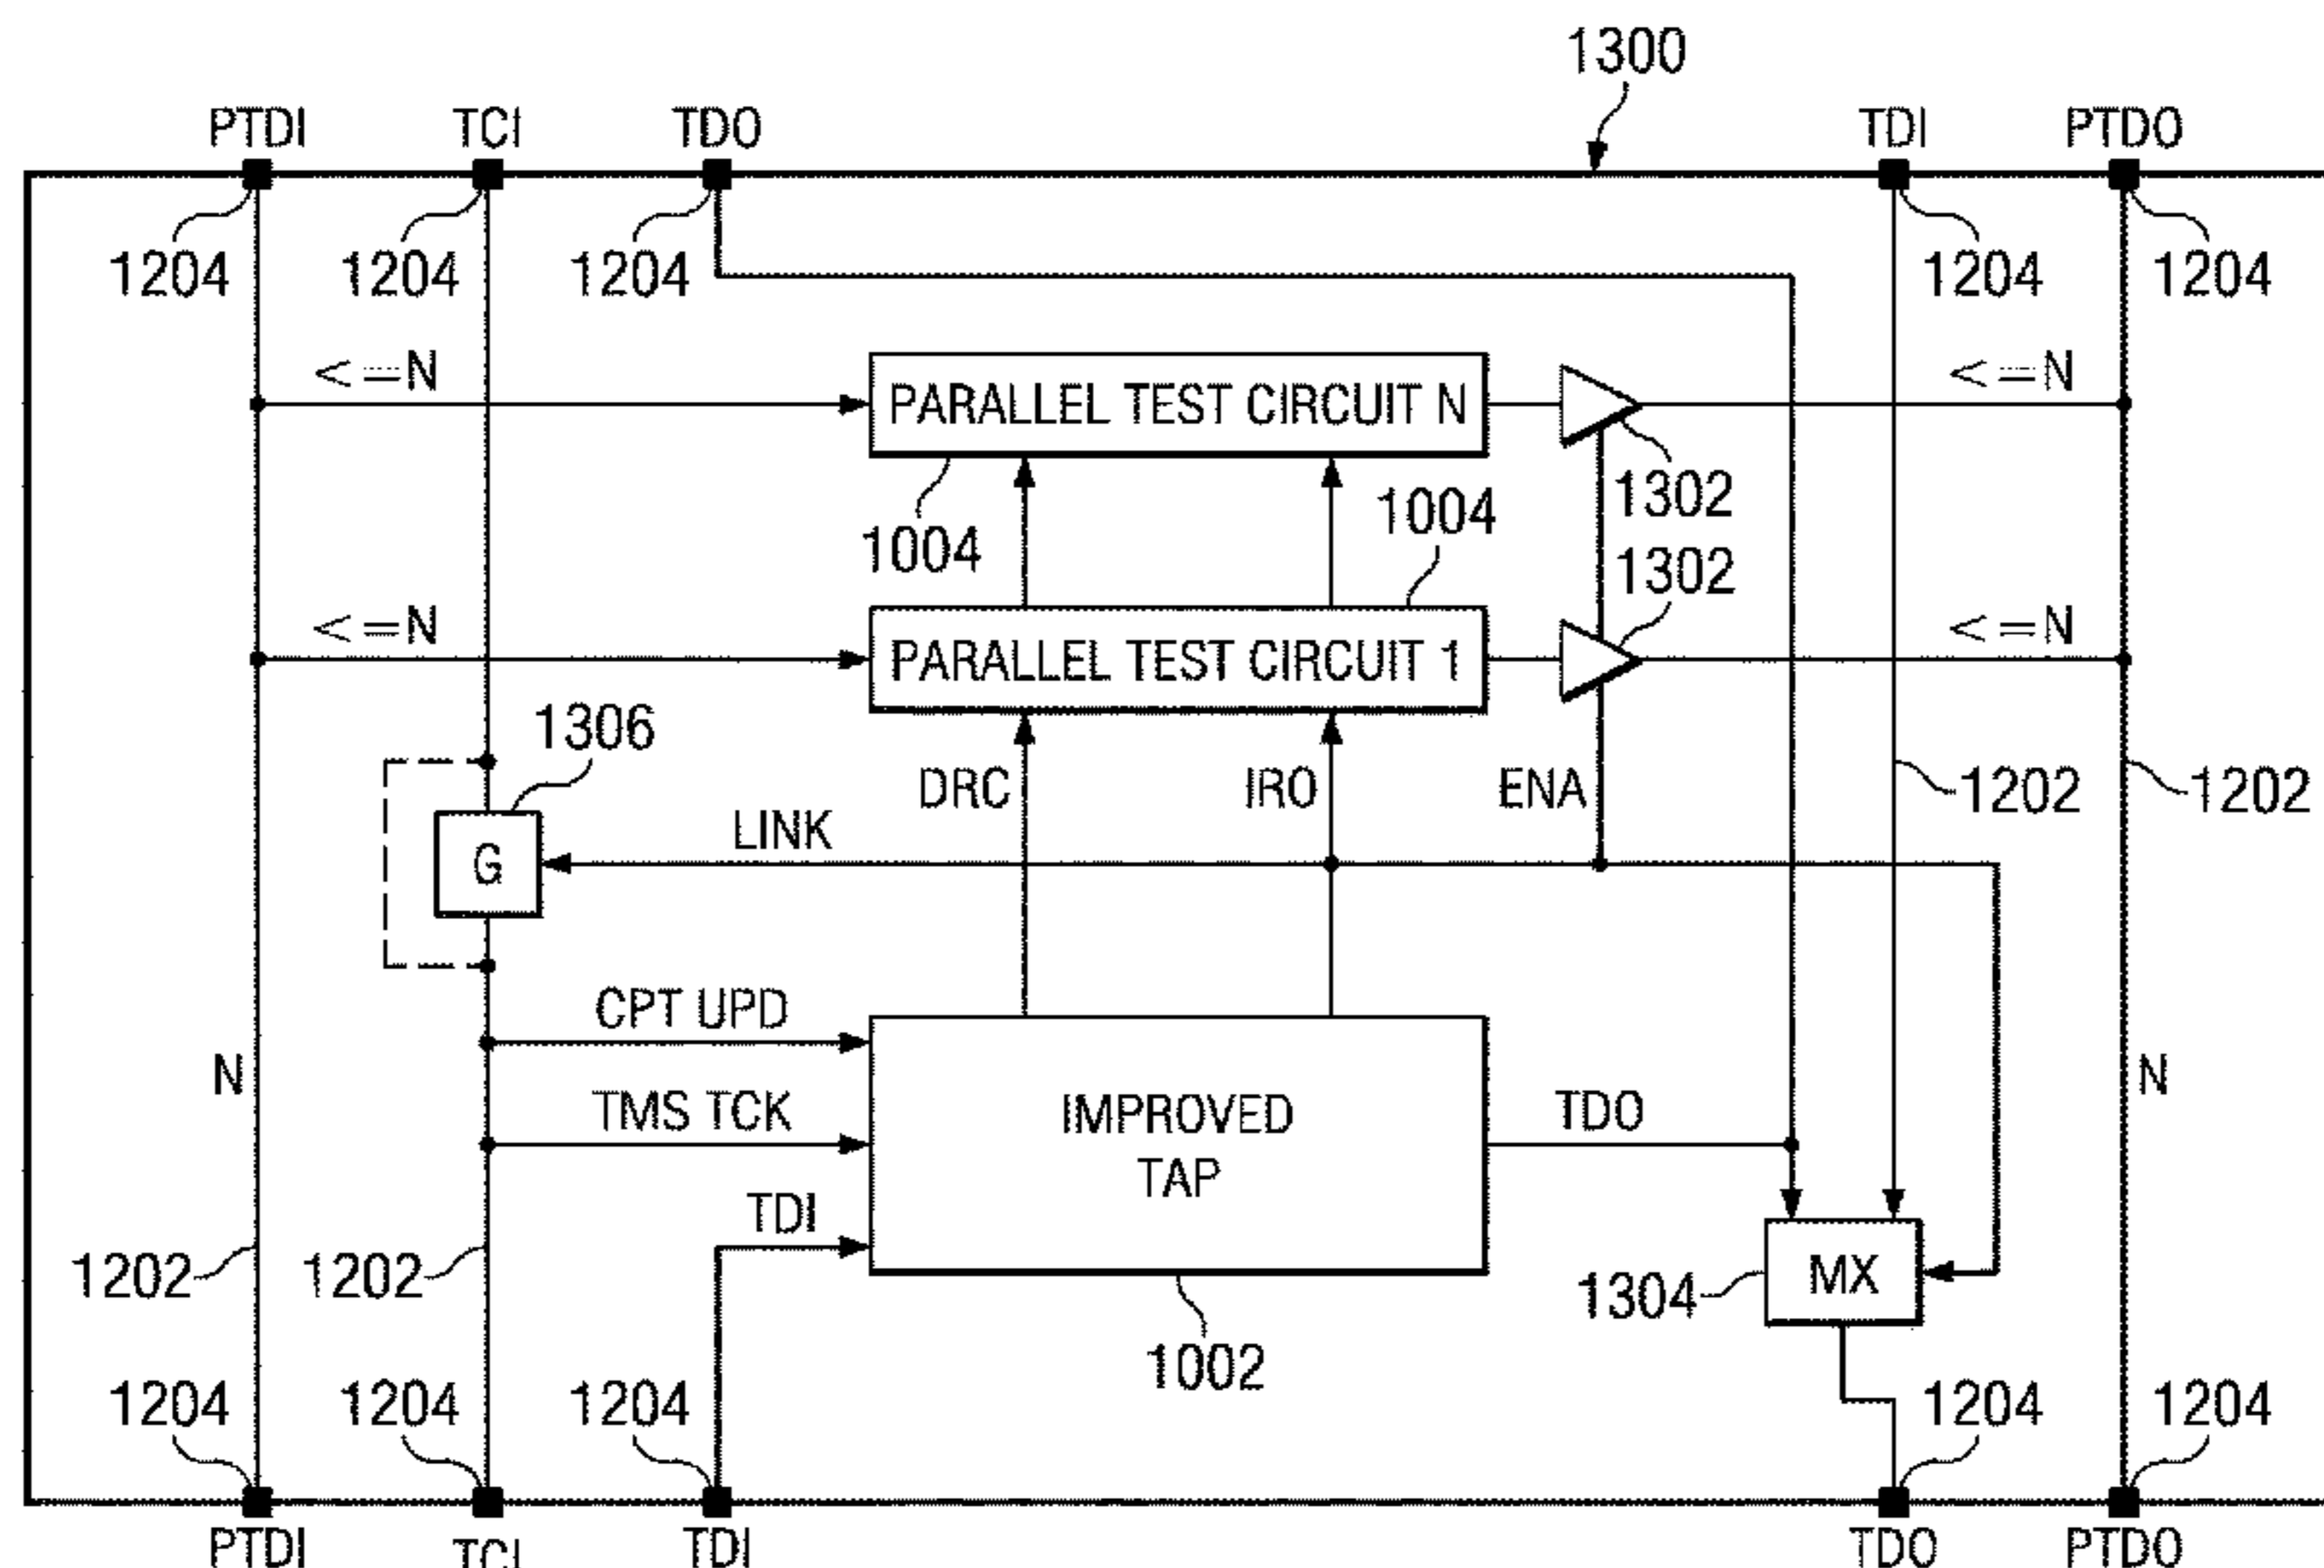 1300
PTDI TCI TDO TDI PTDO
1204 1204 1204 1204 1204
<=N PARALLEL TEST CIRCUIT N <=N
1302
1004 1004
1302
<=N PARALLEL TEST CIRCUIT 1 <=N
1306
DRC IRO ENA 1202 1202
LINK
G
CPT UPD
N TMS TCK IMPROVED TDO N
TAP
TDI
1202 1202 1304 MX
1002
1204 1204 1204 1204 1204
PTDI TCI TDI TDO PTDO